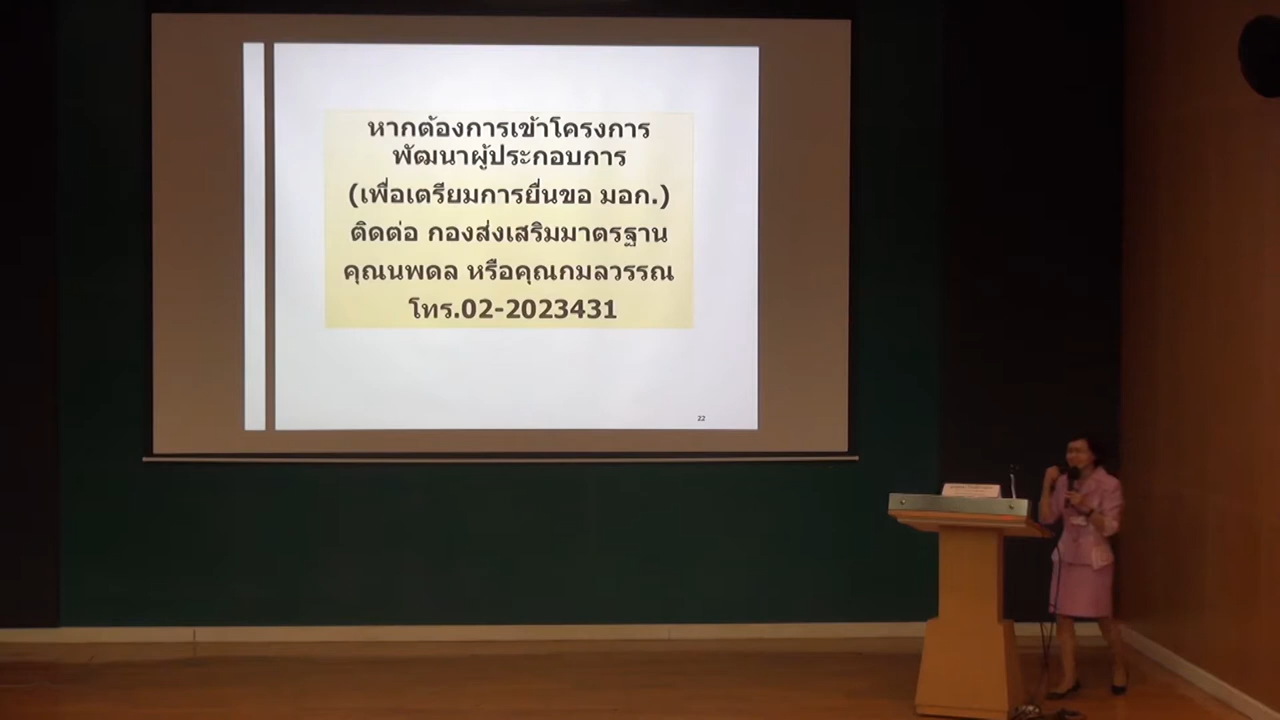 หากต้องการเข้าโครงการ
พัฒนาผู้ประกอบการ
(เพื่อเตรียมการยื่นขอ มอก.)
ติดต่อ กองส่งเสริมมาตรฐาน
คุณนพดล หรือคุณกมลวรรณ
โทร.02-2023431
22